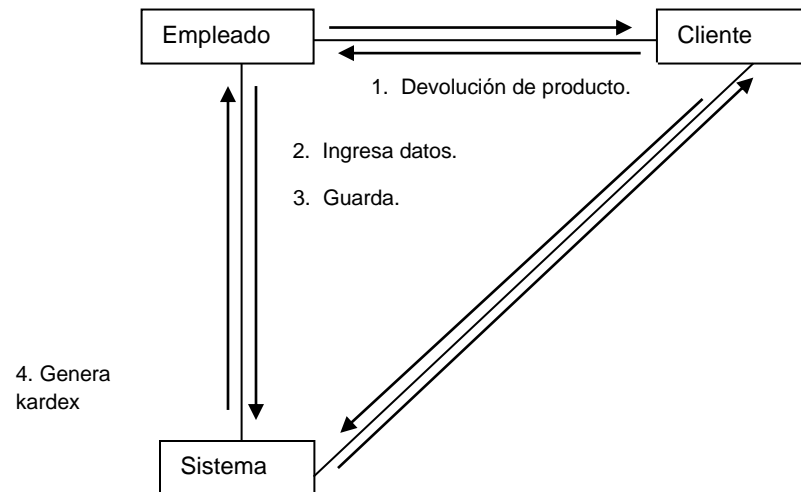 Empleado
Cliente
1. Devolución de producto.
2. Ingresa datos.
3. Guarda.
4. Genera
kardex
Sistema